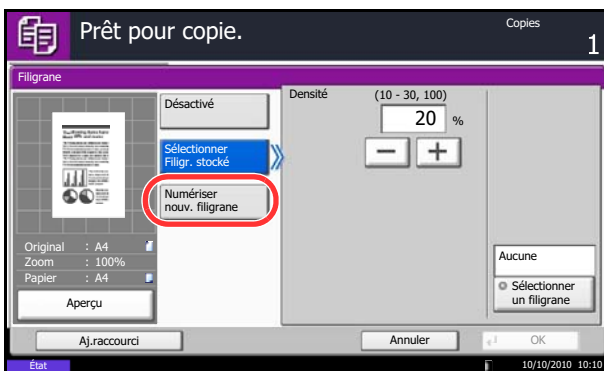 Prêt pour copie.
Copies
1
Filigrane
Désactivé
Sélectionner
Filigr. stocké
Numériser
nouv. filigrane
Densité
(10 - 30, 100)
20 %
Original : A4
Zoom : 100%
Papier : A4
Aperçu
Aucune
Sélectionner
un filigrane
Aj.raccourci
Annuler
OK
État
10/10/2010 10:10